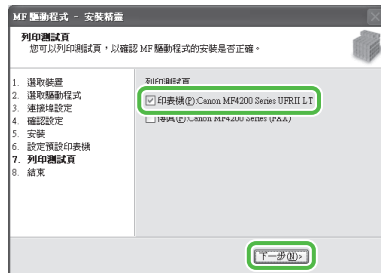 MF 驅動程式 - 安裝精靈
列印測試頁
您可以列印測試頁，以確認 MF 驅動程式的安裝是否正確。
1. 選取裝置
2. 選取驅動程式
3. 連接埠設定
4. 確認設定
5. 安裝
6. 設定預設印表機
7. 列印測試頁
8. 結束
列印測試頁
印表機(P):Canon MF4200 Series UFRII LT
傳真(F):Canon MF4200 Series (FAX)
下一步(N)>